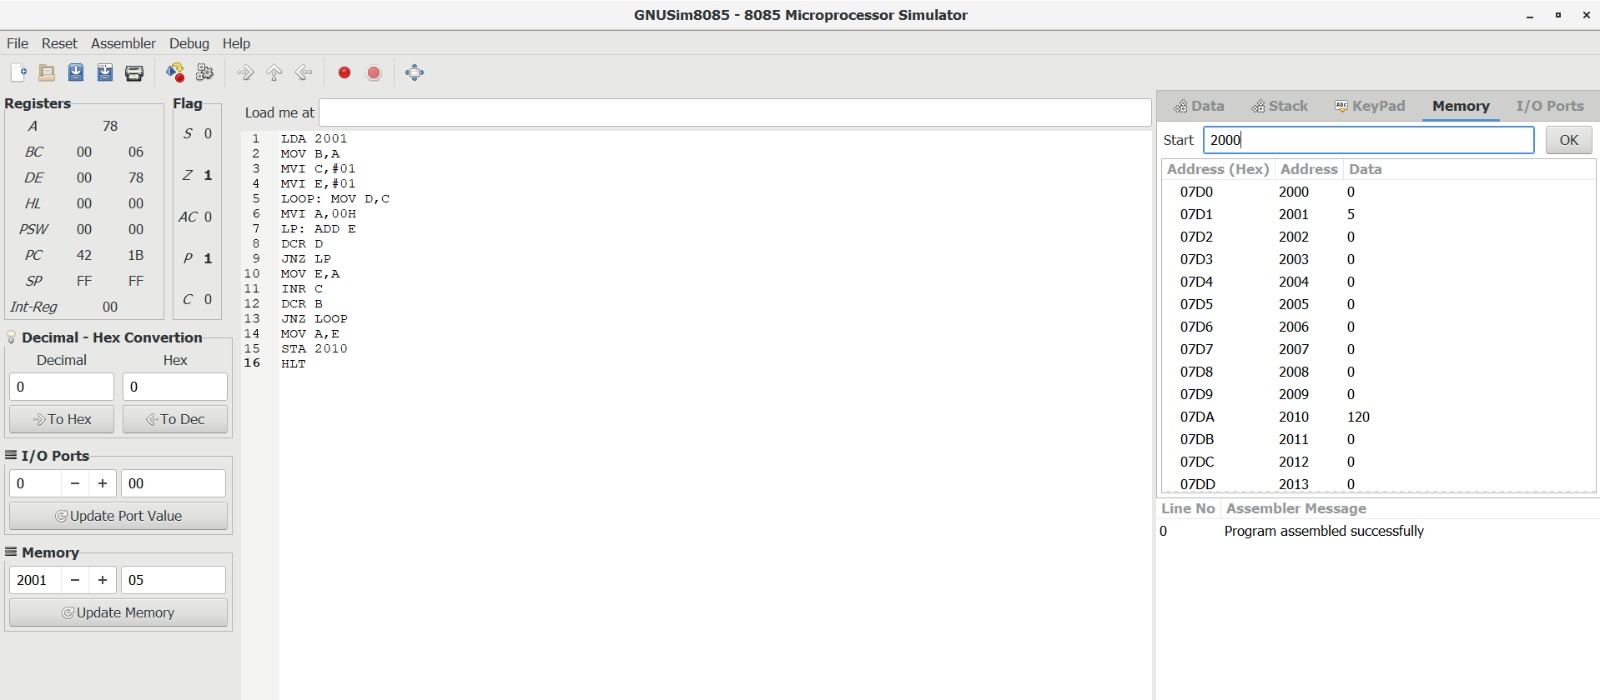 GNUSim8085 - 8085 Microprocessor Simulator
File Reset Assembler Debug Help
Registers
A 78
BC 00 06
DE 00 78
HL 00 00
PSW 00 00
PC 42 1B
SP FF FF
Int-Reg 00
Flag
S 0
Z 1
AC 0
P 1
C 0
Decimal - Hex Convertion
Decimal Hex
0 0
To Hex To Dec
I/O Ports
0 - + 00
Update Port Value
Memory
2001 - + 05
Update Memory
Load me at
1 LDA 2001
2 MOV B,A
3 MVI C,#01
4 MVI E,#01
5 LOOP: MOV D,C
6 MVI A,00H
7 LP: ADD E
8 DCR D
9 JNZ LP
10 MOV E,A
11 INR C
12 DCR B
13 JNZ LOOP
14 MOV A,E
15 STA 2010
16 HLT
Data Stack Abc KeyPad Memory I/O Ports
Start 2000 OK
Address (Hex) Address Data
07D0 2000 0
07D1 2001 5
07D2 2002 0
07D3 2003 0
07D4 2004 0
07D5 2005 0
07D6 2006 0
07D7 2007 0
07D8 2008 0
07D9 2009 0
07DA 2010 120
07DB 2011 0
07DC 2012 0
07DD 2013 0
Line No Assembler Message
0 Program assembled successfully